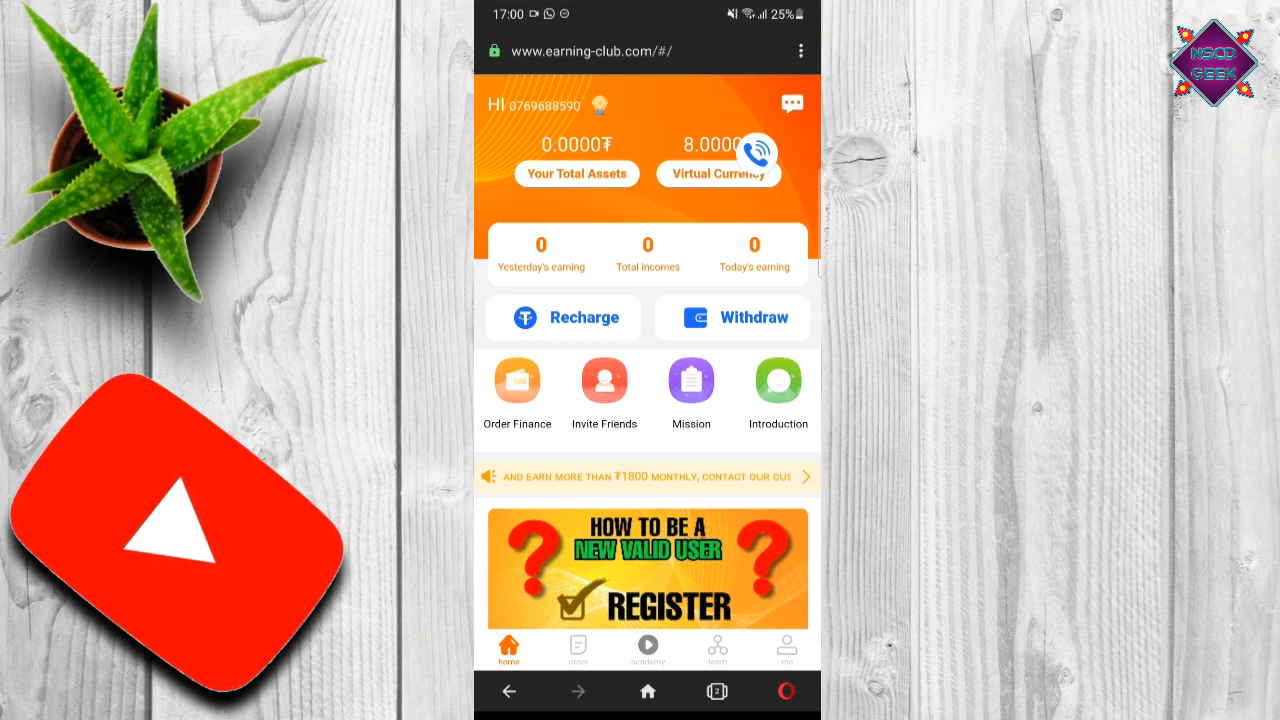 17:00
25%
www.earning-club.com/#/
NSCD
GEEK
HI 0769688590
0.0000₮
8.0000
Your Total Assets
Virtual Currency
0
0
0
Yesterday's earning
Total incomes
Today's earning
Recharge
Withdraw
Order Finance
Invite Friends
Mission
Introduction
AND EARN MORE THAN ₮1800 MONTHLY, CONTACT OUR CUS
HOW TO BE A
NEW VALID USER
REGISTER
home
order
academy
team
me
2